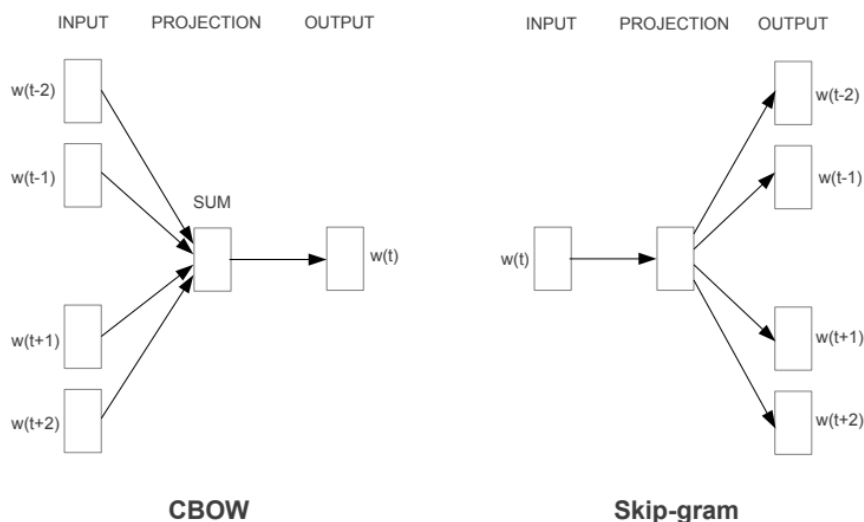 INPUT PROJECTION OUTPUT
w(t-2)
w(t-1)
SUM
w(t)
w(t+1)
w(t+2)
CBOW
INPUT PROJECTION OUTPUT
w(t-2)
w(t-1)
w(t)
w(t+1)
w(t+2)
Skip-gram